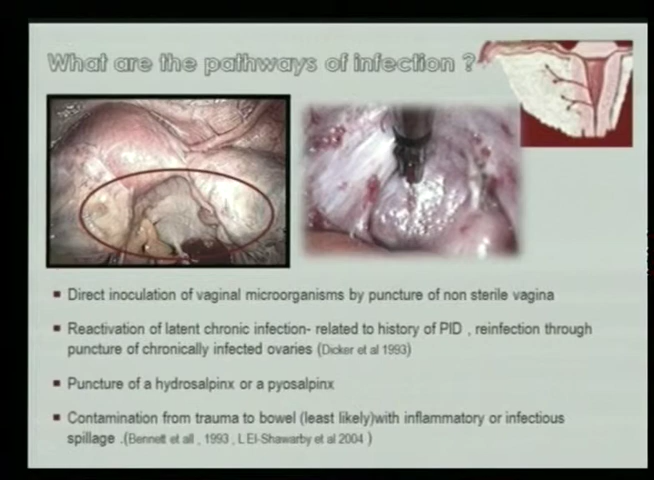 What are the pathways of infection ?
▪ Direct inoculation of vaginal microorganisms by puncture of non sterile vagina
▪ Reactivation of latent chronic infection- related to history of PID , reinfection through
puncture of chronically infected ovaries (Dicker et al 1993)
▪ Puncture of a hydrosalpinx or a pyosalpinx
▪ Contamination from trauma to bowel (least likely)with inflammatory or infectious
spillage .(Bennett et all , 1993 , L El-Shawarby et al 2004 )